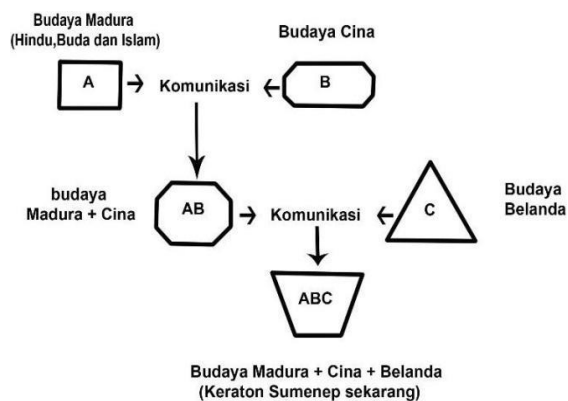 Budaya Madura
(Hindu,Buda dan Islam)
Budaya Cina
A
Komunikasi
B
budaya
Madura + Cina
AB
Komunikasi
C
Budaya
Belanda
ABC
Budaya Madura + Cina + Belanda
(Keraton Sumenep sekarang)